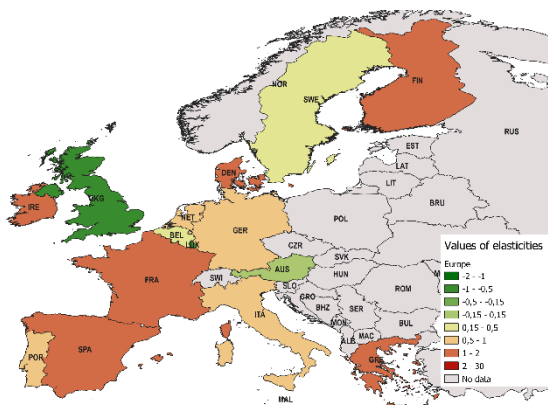 NOR
SWE
FIN
RUS
EST
LAT
LIT
DEN
IRE
UKG
NET
BRU
POL
GER
BEL
LUX
CZR
SVK
FRA
AUS
HUN
SWI
SLO
CRO
ROM
BHZ
SER
ITA
MON
BUL
MAC
ALB
POR
SPA
GRE
MAL
Values of elasticities
Europe
-2 - -1
-1 - -0,5
-0,5 - -0,15
-0,15 - 0,15
0,15 - 0,5
0,5 - 1
1 - 2
2 30
No data